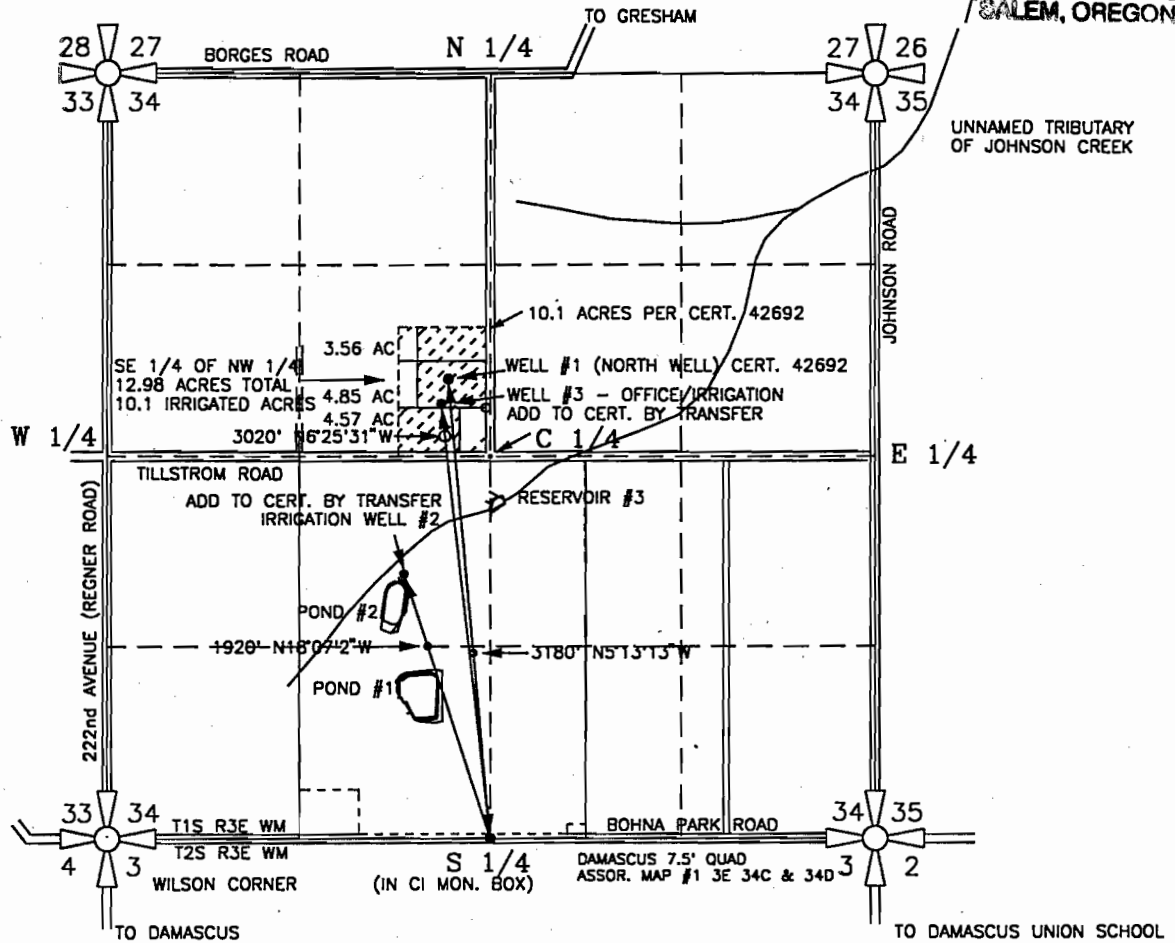 SALEM, OREGON
TO GRESHAM
28 27
BORGES ROAD
N 1/4
27 26
33 34
34 35
UNNAMED TRIBUTARY
OF JOHNSON CREEK
JOHNSON ROAD
10.1 ACRES PER CERT. 42692
3.56 AC
SE 1/4 OF NW 1/4
12.98 ACRES TOTAL
10.1 IRRIGATED ACRES
4.85 AC
4.57 AC
WELL #1 (NORTH WELL) CERT. 42692
WELL #3 - OFFICE/IRRIGATION
ADD TO CERT. BY TRANSFER
3020' N6°25'31"W
W 1/4
C 1/4
E 1/4
TILLSTROM ROAD
ADD TO CERT. BY TRANSFER
IRRIGATION WELL #2
RESERVOIR #3
222nd AVENUE (REGNER ROAD)
POND #2
1920' N18°07'2"W
3180' N5°13'13"W
POND #1
33 34
T1S R3E WM
BOHNA PARK ROAD
34 35
4 3
T2S R3E WM
S 1/4
DAMASCUS 7.5' QUAD
ASSOR. MAP #1 3E 34C & 34D
3 2
WILSON CORNER
(IN CI MON. BOX)
TO DAMASCUS
TO DAMASCUS UNION SCHOOL